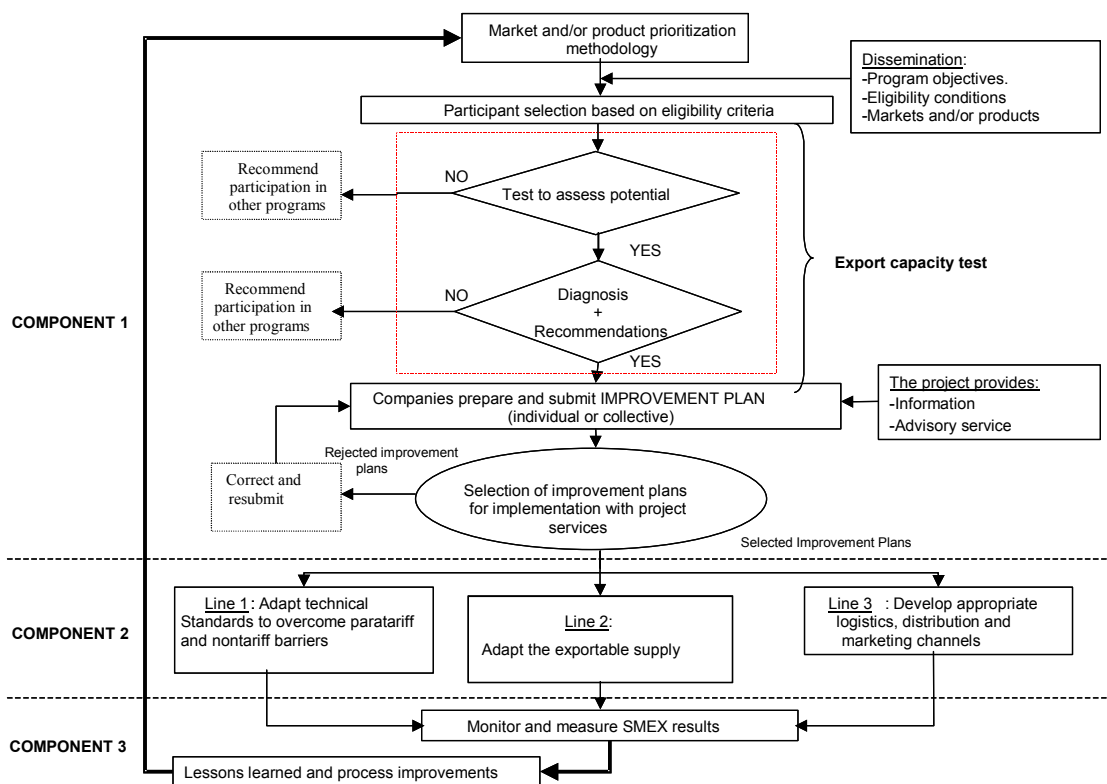 Market and/or product prioritization
methodology
Dissemination:
-Program objectives.
-Eligibility conditions
-Markets and/or products
Participant selection based on eligibility criteria
Recommend
participation in
other programs
NO
Test to assess potential
YES
Export capacity test
Recommend
participation in
other programs
NO
Diagnosis
+
Recommendations
YES
COMPONENT 1
Companies prepare and submit IMPROVEMENT PLAN
(individual or collective)
The project provides:
-Information
-Advisory service
Rejected improvement
plans
Correct and
resubmit
Selection of improvement plans
for implementation with project
services
Selected Improvement Plans
COMPONENT 2
Line 1 : Adapt technical
Standards to overcome paratariff
and nontariff barriers
Line 2:
Adapt the exportable supply
Line 3 : Develop appropriate
logistics, distribution and
marketing channels
COMPONENT 3
Monitor and measure SMEX results
Lessons learned and process improvements